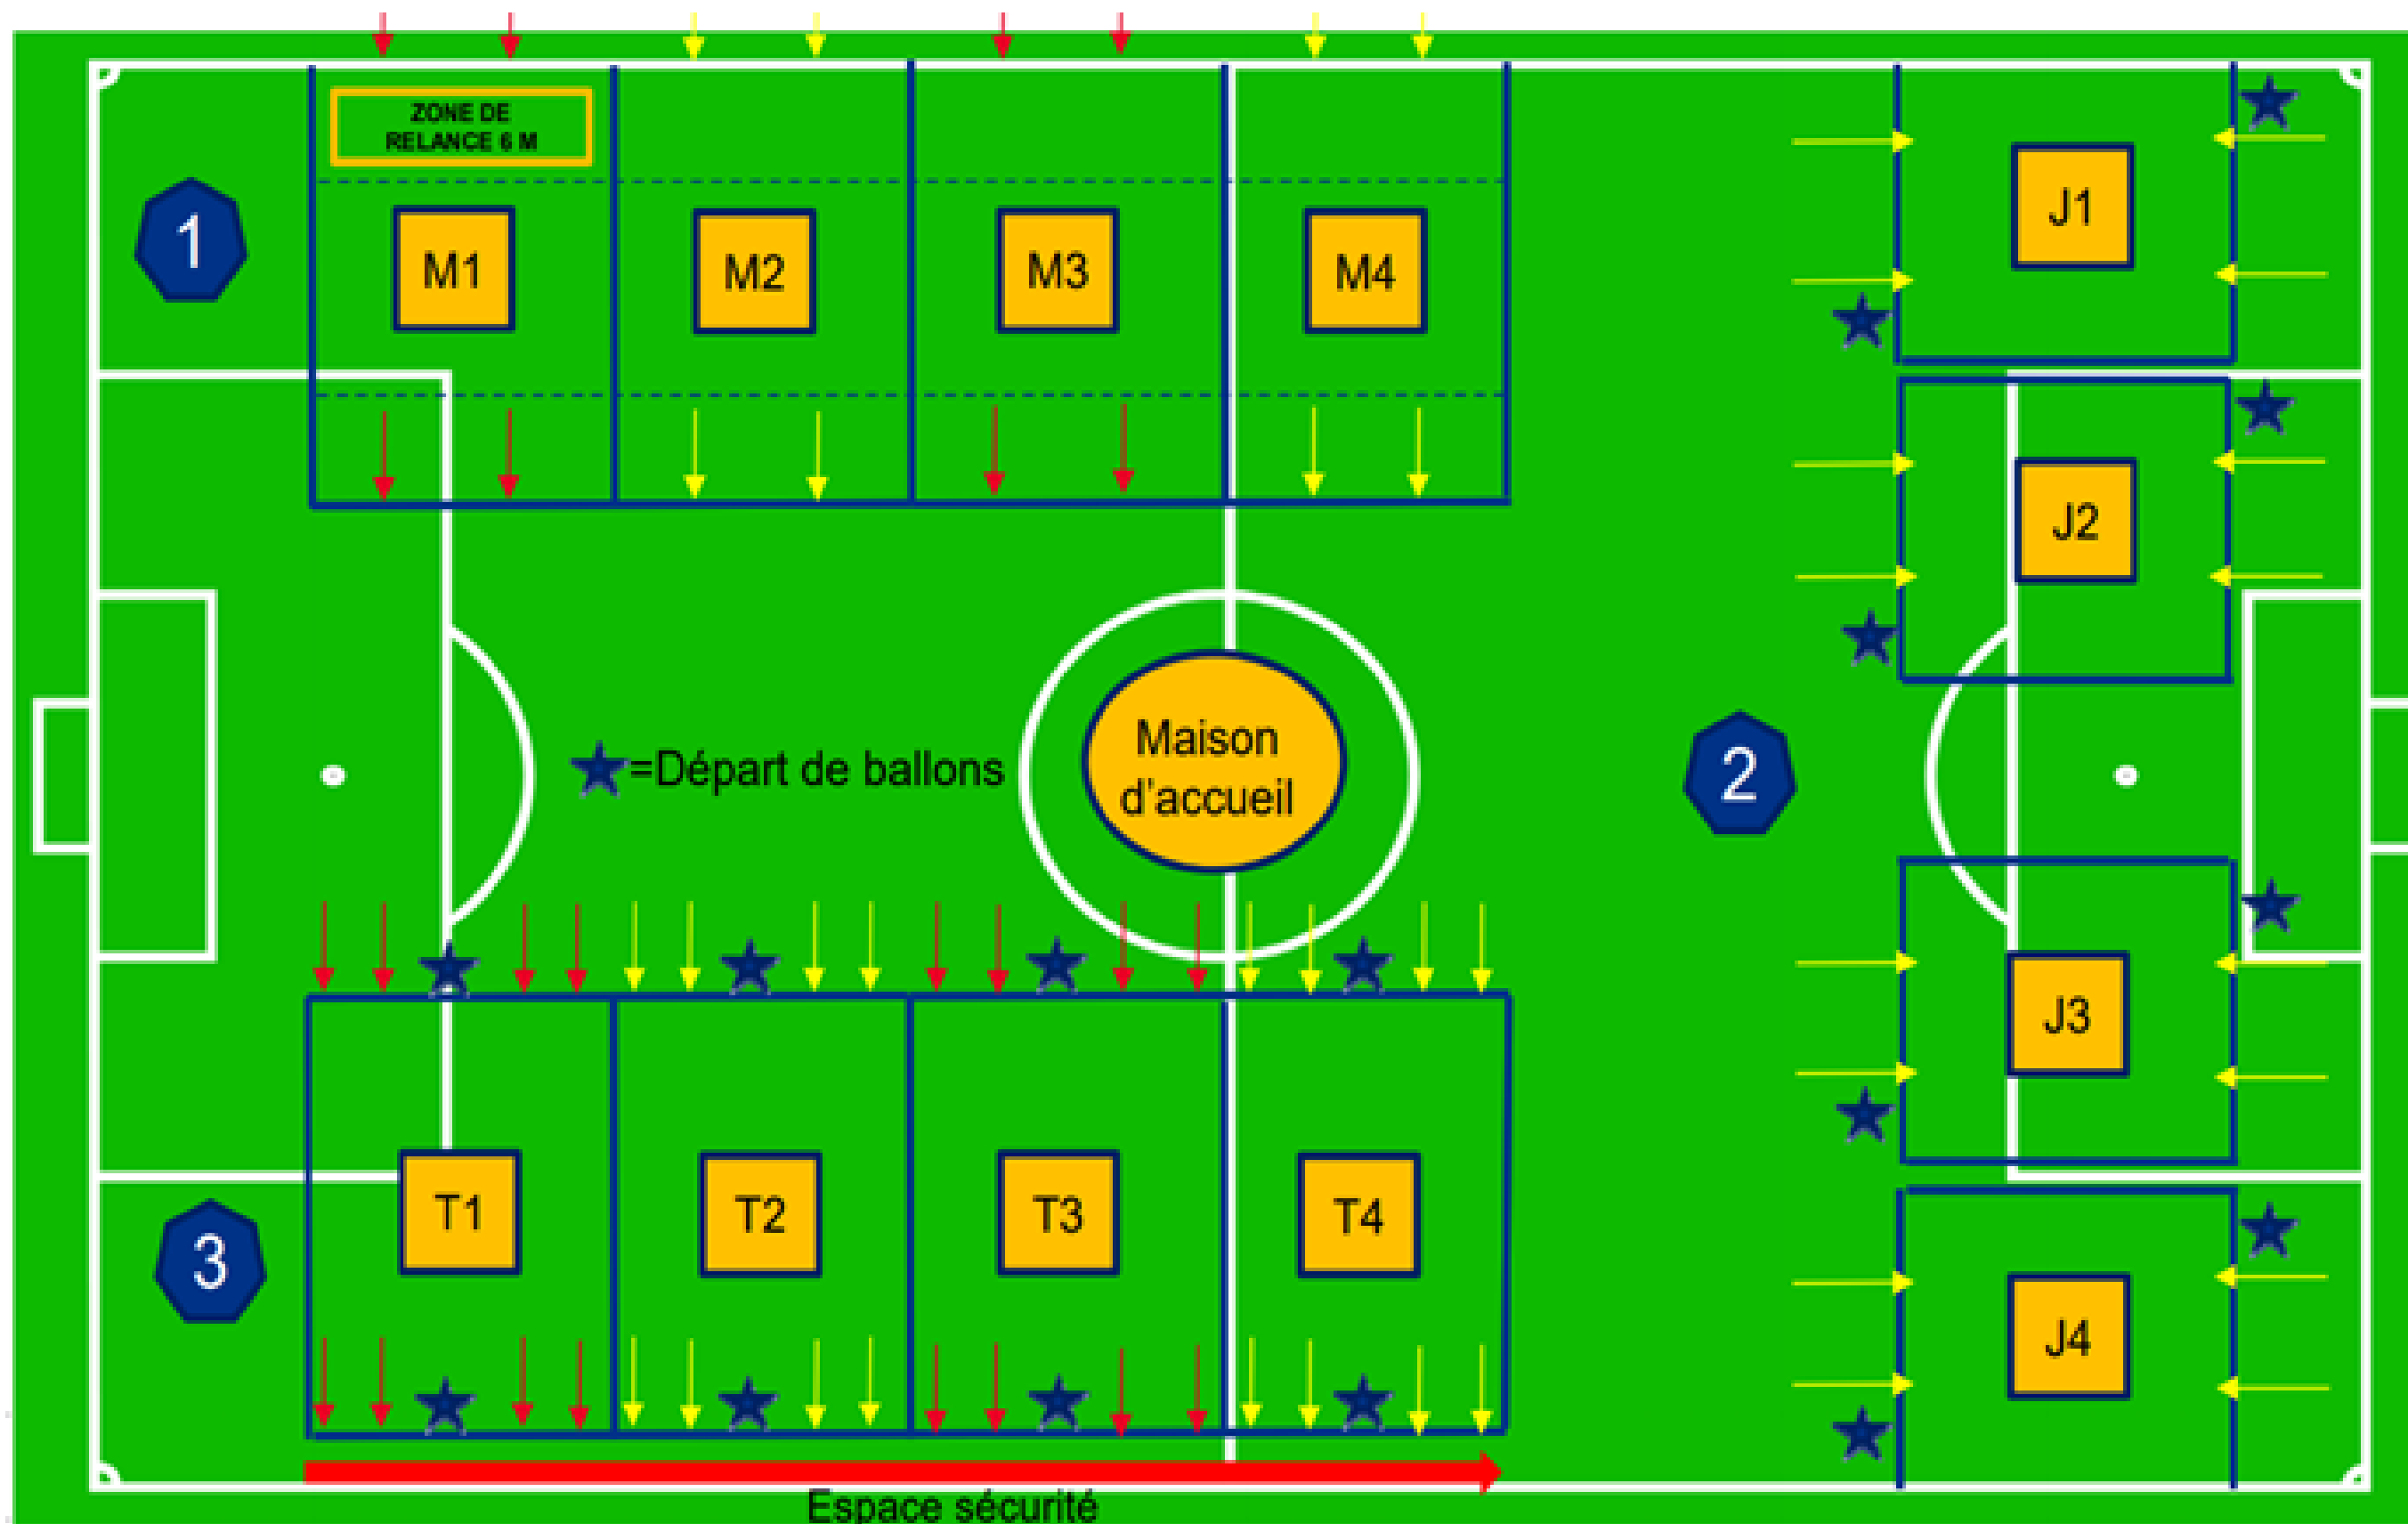 ZONE DE
RELANCE 6 M
1
M1
M2
M3
M4
J1
J2
Maison
d'accueil
=Départ de ballons
2
J3
T1
T2
T3
T4
3
J4
Espace sécurité